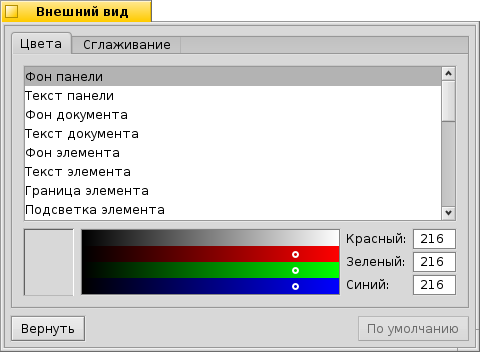 Внешний вид
Цвета
Сглаживание
Фон панели
Текст панели
Фон документа
Текст документа
Фон элемента
Текст элемента
Граница элемента
Подсветка элемента
Красный: 216
Зеленый: 216
Синий: 216
Вернуть
По умолчанию